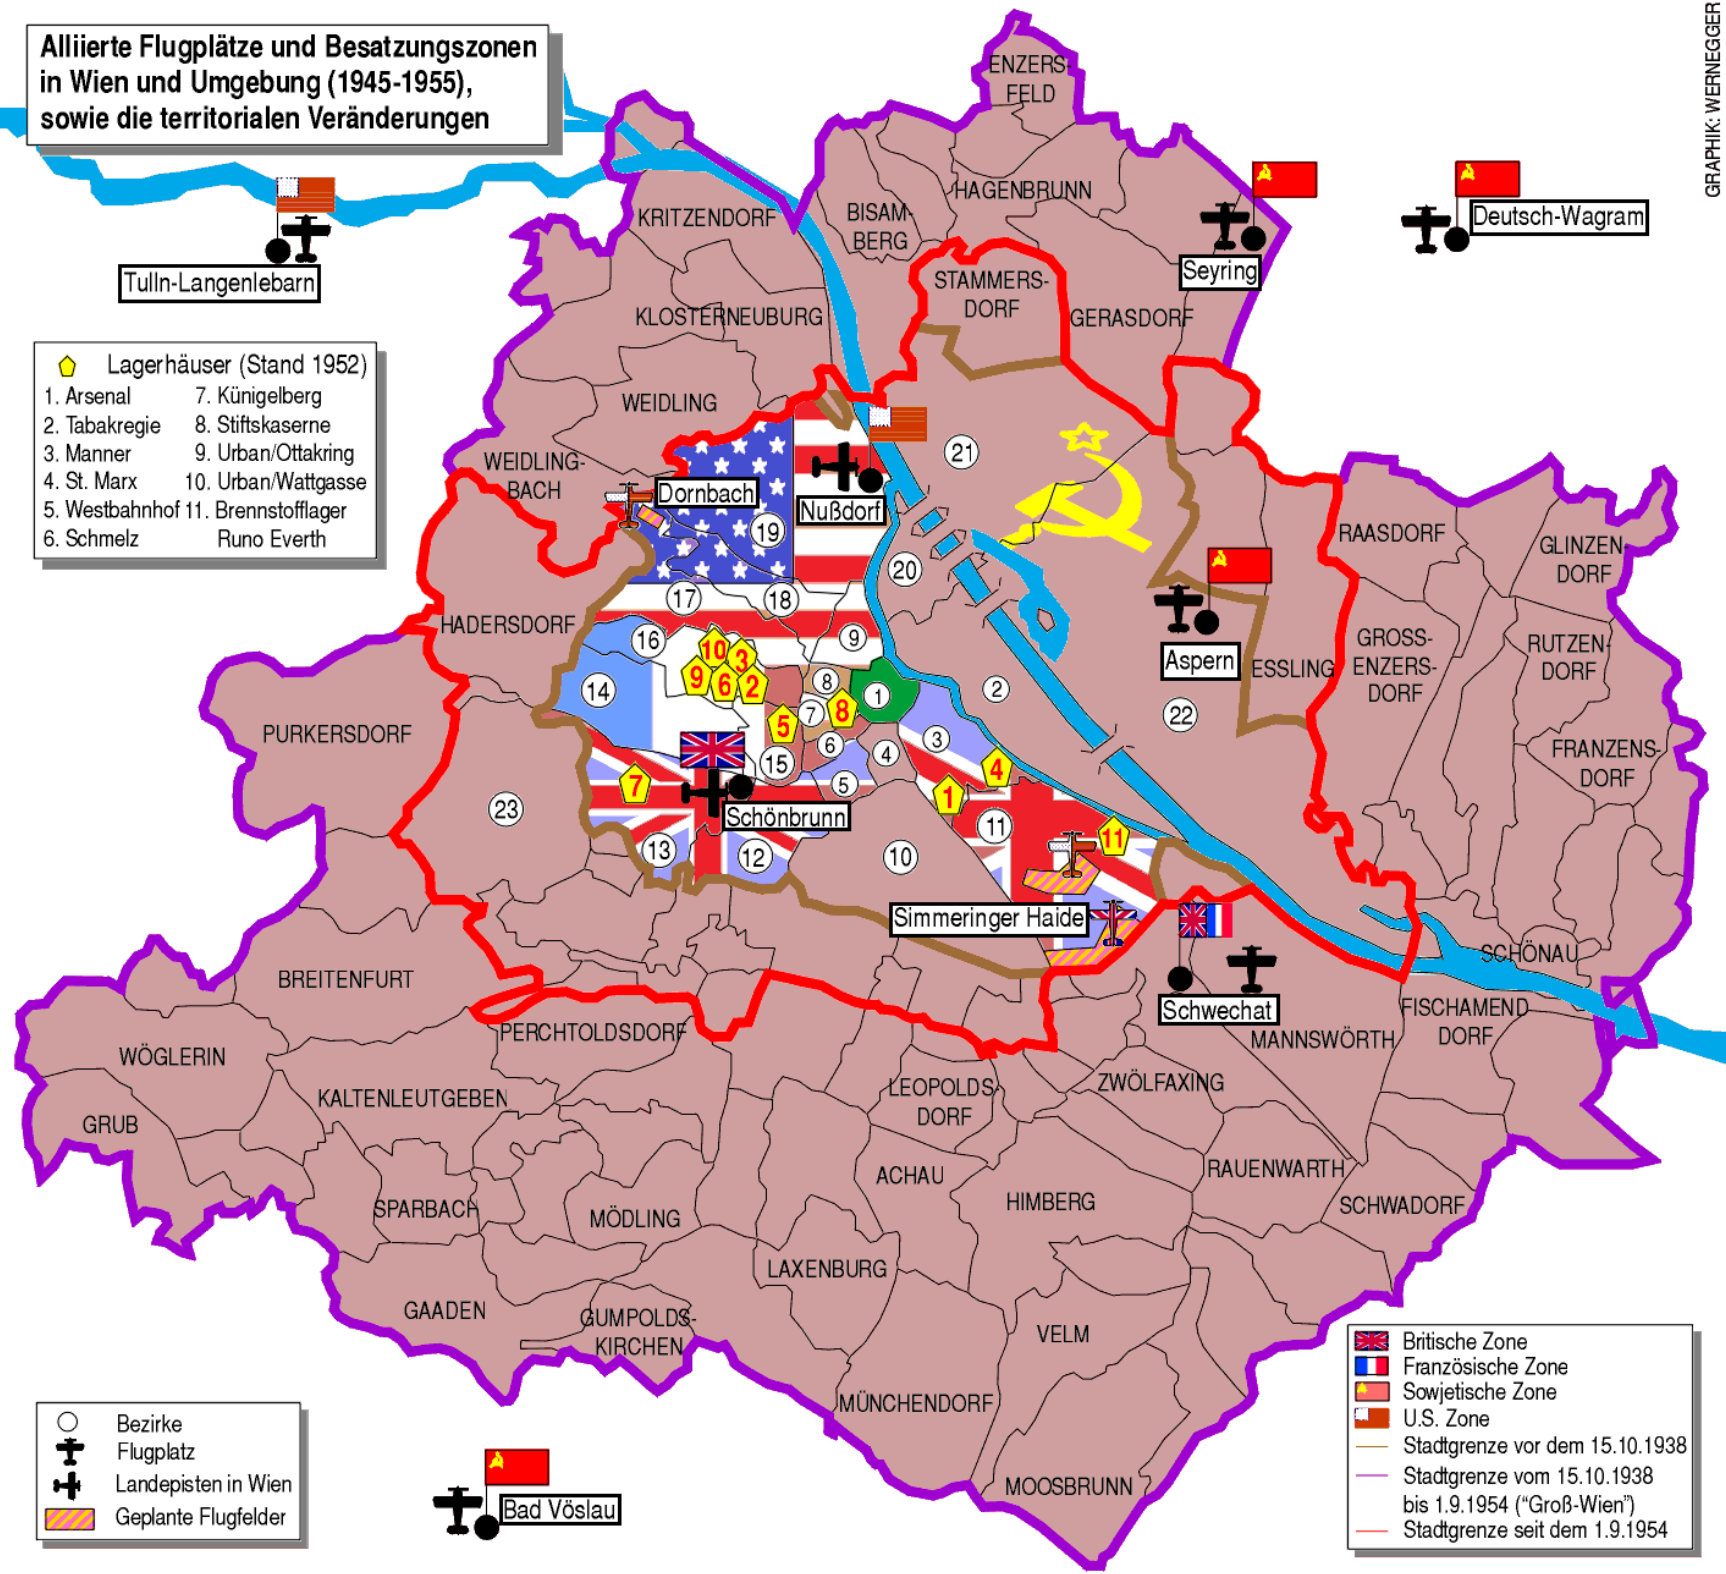 Alliierte Flugplätze und Besatzungszonen
in Wien und Umgebung (1945-1955),
sowie die territorialen Veränderungen
GRAPHIK: WERNEGGER
ENZERS-
FELD
HAGENBRUNN
BISAM-
BERG
KRITZENDORF
Seyring
Deutsch-Wagram
Tulln-Langenlebarn
STAMMERS-
DORF
GERASDORF
KLOSTERNEUBURG
Lagerhäuser (Stand 1952)
1. Arsenal
2. Tabakregie
3. Manner
4. St. Marx
5. Westbahnhof
6. Schmelz
7. Künigelberg
8. Stiftskaserne
9. Urban/Ottakring
10. Urban/Wattgasse
11. Brennstofflager
Runo Everth
WEIDLING
WEIDLING-
BACH
Dornbach
Nußdorf
21
19
20
RAASDORF
GLINZEN-
DORF
HADERSDORF
17
18
16
9
10
3
9
6
2
14
8
1
7
8
5
2
3
22
Aspern
ESSLING
GROSS-
ENZERS-
DORF
RUTZEN-
DORF
FRANZENS-
DORF
PURKERSDORF
15
6
4
5
7
4
1
Schönbrunn
23
13
12
10
11
11
Simmeringer Haide
Schwechat
SCHÖNAU
FISCHAMEND
DORF
MANNSWÖRTH
BREITENFURT
PERCHTOLDSDORF
WÖGLERIN
KALTENLEUTGEBEN
GRUB
LEOPOLDS-
DORF
ZWÖLFAXING
ACHAU
HIMBERG
RAUENWARTH
SCHWADORF
SPARBACH
MÖDLING
LAXENBURG
GAADEN
GUMPOLDS-
KIRCHEN
VELM
MÜNCHENDORF
MOOSBRUNN
Bad Vöslau
Bezirke
Flugplatz
Landepisten in Wien
Geplante Flugfelder
Britische Zone
Französische Zone
Sowjetische Zone
U.S. Zone
Stadtgrenze vor dem 15.10.1938
Stadtgrenze vom 15.10.1938
bis 1.9.1954 (“Groß-Wien”)
Stadtgrenze seit dem 1.9.1954